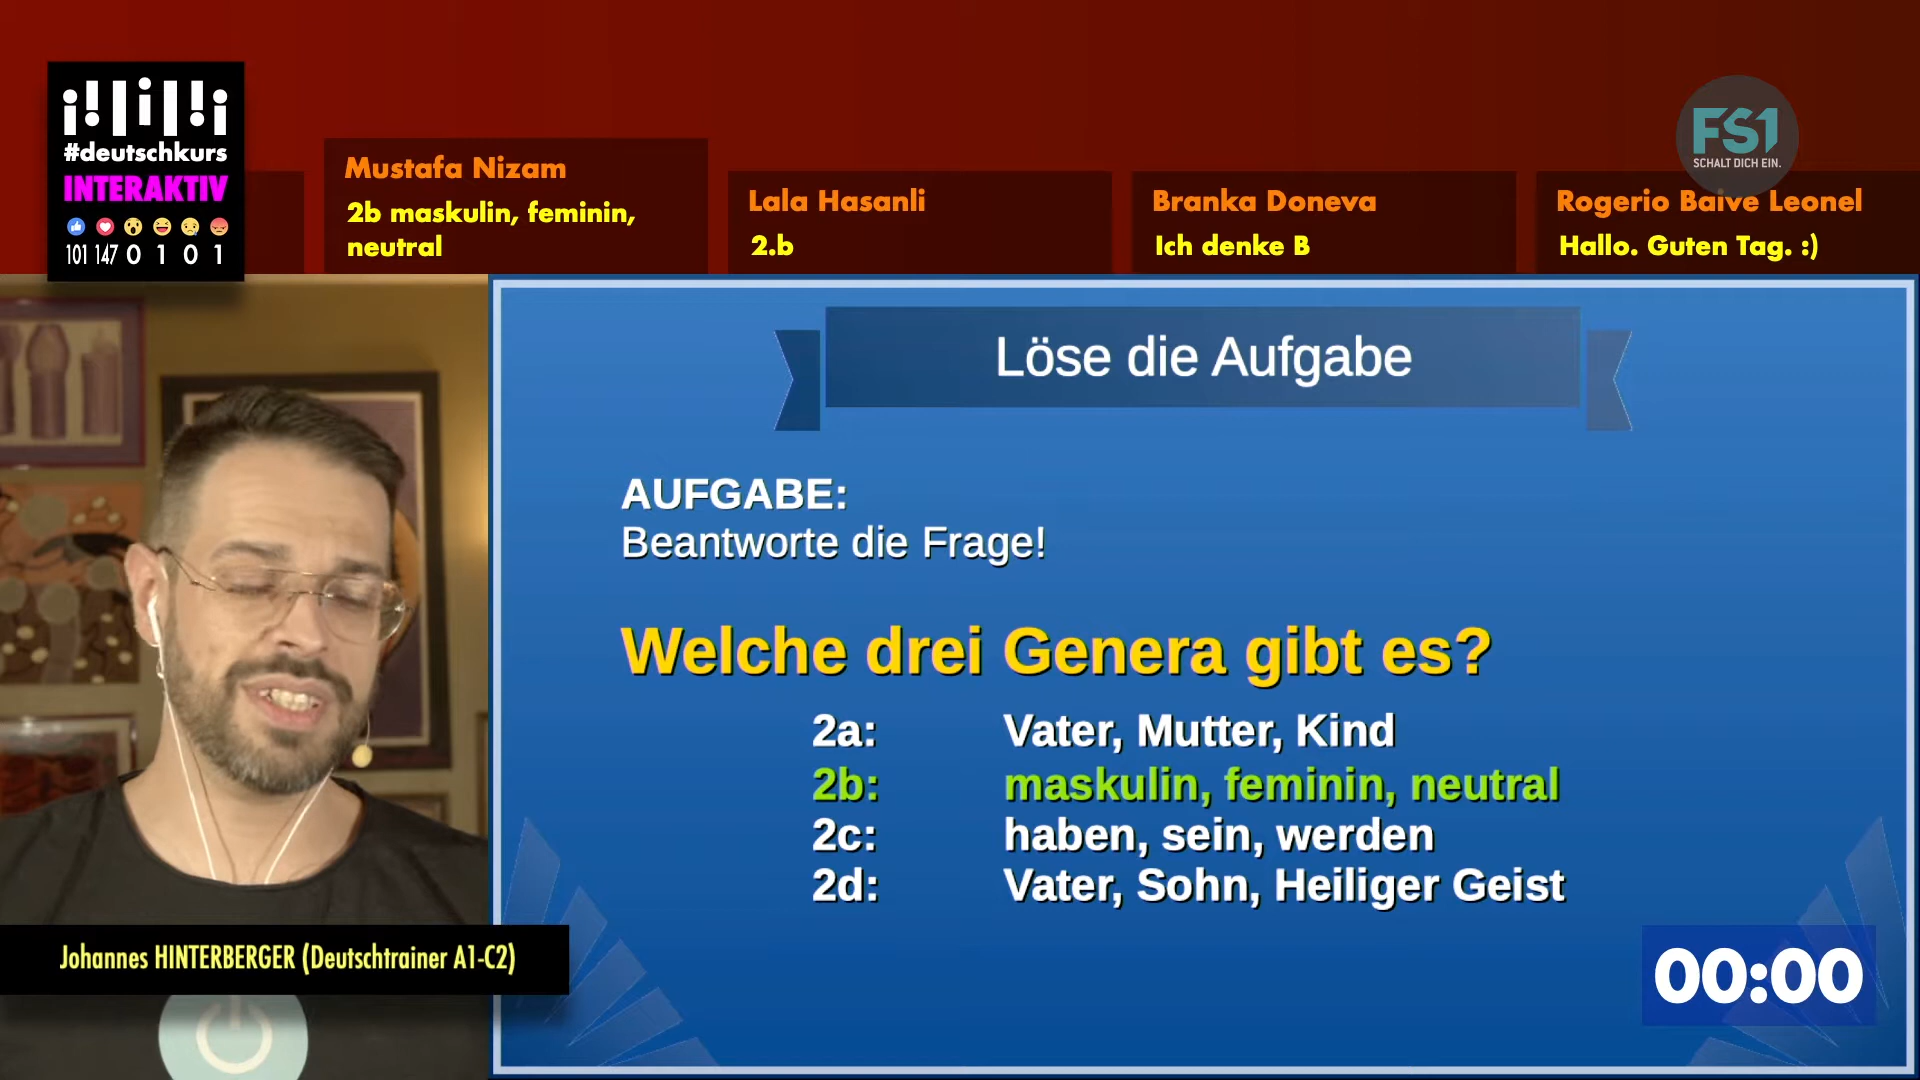 #deutschkurs
INTERAKTIV
101 147 0 1 0 1
Mustafa Nizam
2b maskulin, feminin,
neutral
Lala Hasanli
2.b
Branka Doneva
Ich denke B
Rogerio Baive Leonel
Hallo. Guten Tag. :)
FS1
SCHALT DICH EIN.
Löse die Aufgabe
AUFGABE:
Beantworte die Frage!
Welche drei Genera gibt es?
2a: Vater, Mutter, Kind
2b: maskulin, feminin, neutral
2c: haben, sein, werden
2d: Vater, Sohn, Heiliger Geist
Johannes HINTERBERGER (Deutschtrainer A1-C2)
00:00